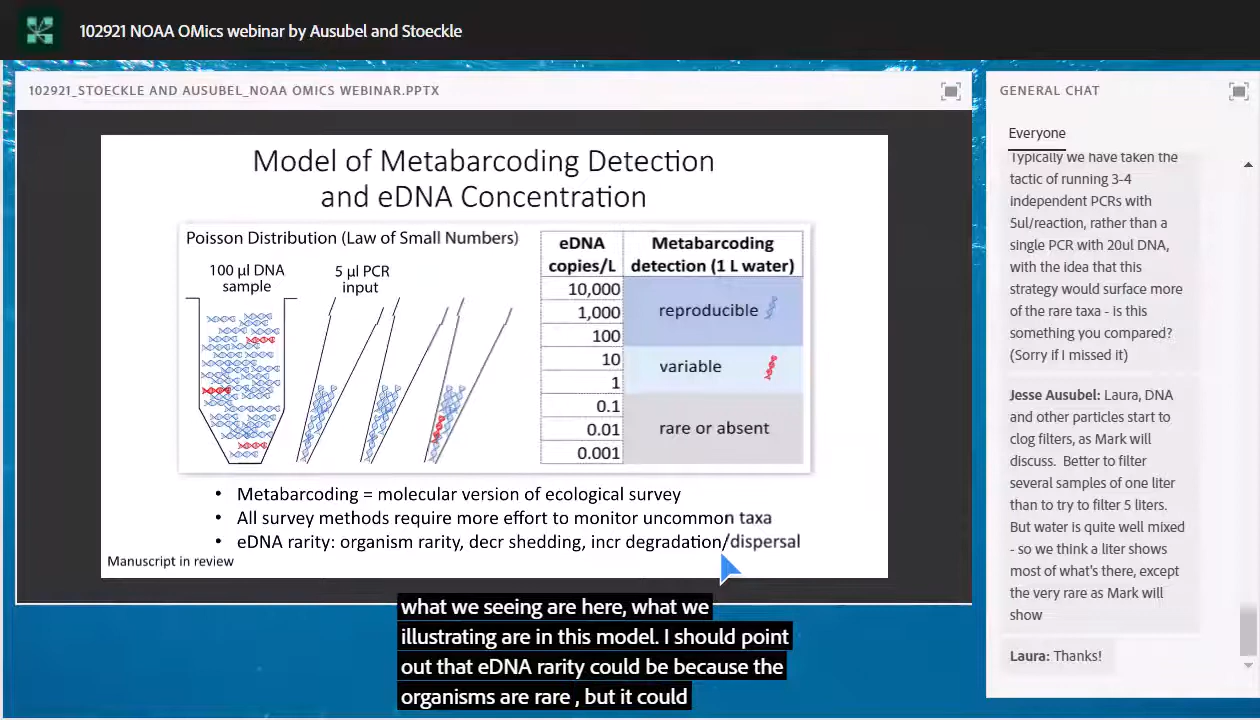 102921 NOAA OMics webinar by Ausubel and Stoeckle
102921_STOECKLE AND AUSUBEL_NOAA OMICS WEBINAR.PPTX
Model of Metabarcoding Detection
and eDNA Concentration
Poisson Distribution (Law of Small Numbers)
100 µl DNA
sample
5 µl PCR
input
eDNA
copies/L
Metabarcoding
detection (1 L water)
10,000
1,000
100
reproducible
10
1
variable
0.1
0.01
0.001
rare or absent
• Metabarcoding = molecular version of ecological survey
• All survey methods require more effort to monitor uncommon taxa
• eDNA rarity: organism rarity, decr shedding, incr degradation/dispersal
Manuscript in review
what we seeing are here, what we
illustrating are in this model. I should point
out that eDNA rarity could be because the
organisms are rare , but it could
GENERAL CHAT
Everyone
Typically we have taken the
tactic of running 3-4
independent PCRs with
5ul/reaction, rather than a
single PCR with 20ul DNA,
with the idea that this
strategy would surface more
of the rare taxa - is this
something you compared?
(Sorry if I missed it)
Jesse Ausubel: Laura, DNA
and other particles start to
clog filters, as Mark will
discuss. Better to filter
several samples of one liter
than to try to filter 5 liters.
But water is quite well mixed
- so we think a liter shows
most of what's there, except
the very rare as Mark will
show
Laura: Thanks!